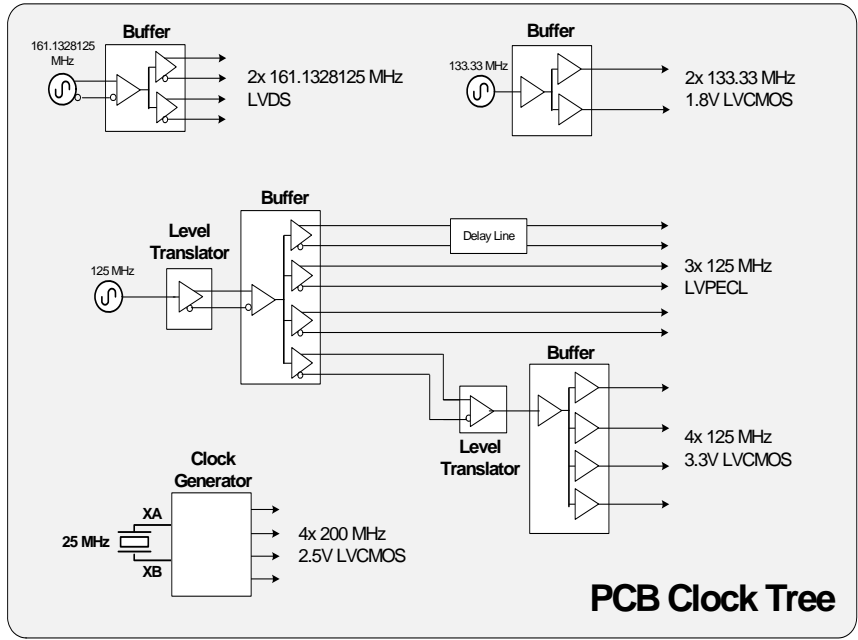 Buffer
161.1328125
MHz
2x 161.1328125 MHz
LVDS
Buffer
133.33 MHz
2x 133.33 MHz
1.8V LVCMOS
Buffer
Level
Translator
125 MHz
Delay Line
3x 125 MHz
LVPECL
Buffer
Level
Translator
4x 125 MHz
3.3V LVCMOS
Clock
Generator
XA
25 MHz
XB
4x 200 MHz
2.5V LVCMOS
PCB Clock Tree